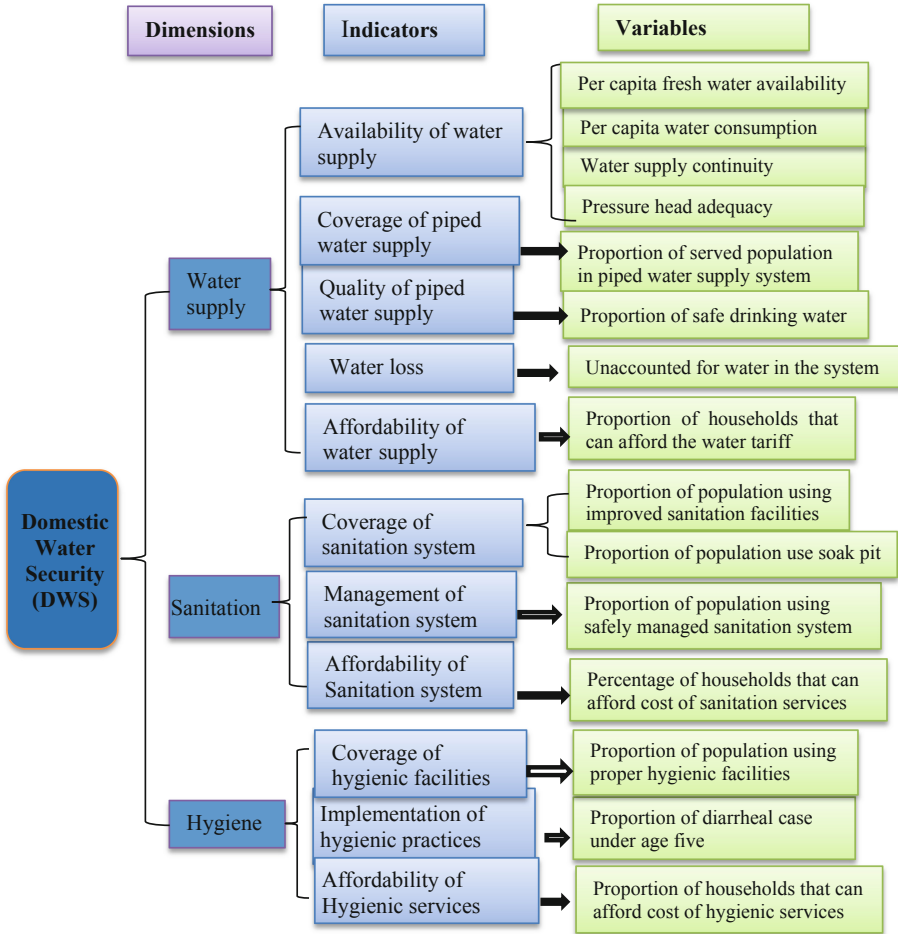 Dimensions
Indicators
Variables
Domestic
Water
Security
(DWS)
Water
supply
Availability of water
supply
Per capita fresh water availability
Per capita water consumption
Water supply continuity
Pressure head adequacy
Coverage of piped
water supply
Proportion of served population
in piped water supply system
Quality of piped
water supply
Proportion of safe drinking water
Water loss
Unaccounted for water in the system
Affordability of
water supply
Proportion of households that
can afford the water tariff
Sanitation
Coverage of
sanitation system
Proportion of population using
improved sanitation facilities
Proportion of population use soak pit
Management of
sanitation system
Proportion of population using
safely managed sanitation system
Affordability of
Sanitation system
Percentage of households that can
afford cost of sanitation services
Hygiene
Coverage of
hygienic facilities
Proportion of population using
proper hygienic facilities
Implementation of
hygienic practices
Proportion of diarrheal case
under age five
Affordability of
Hygienic services
Proportion of households that can
afford cost of hygienic services